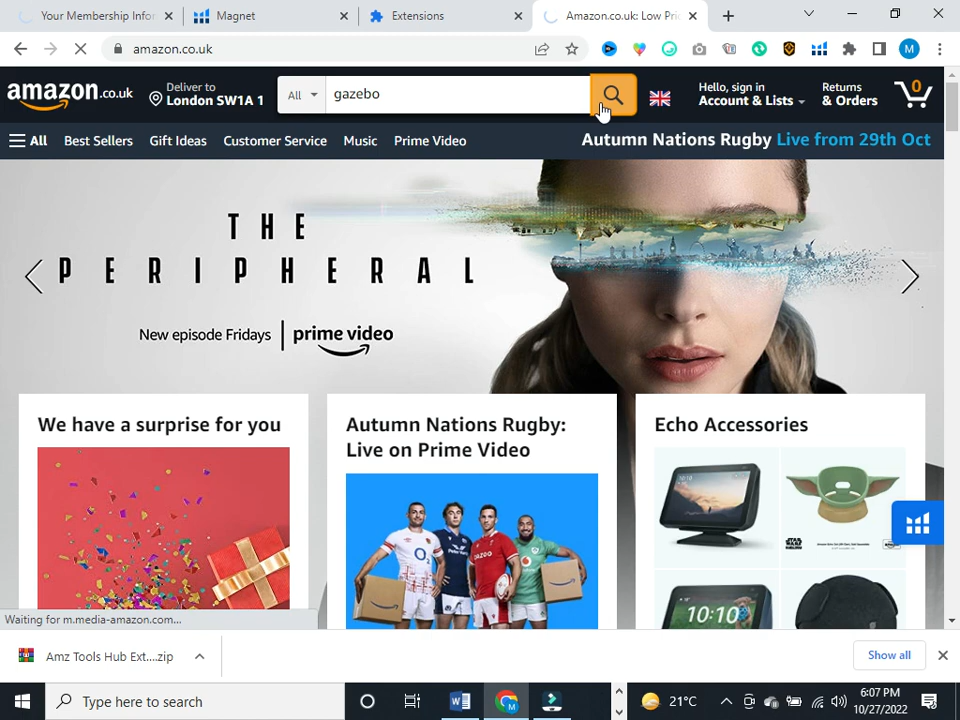 Your Membership Infor
Magnet
Extensions
Amazon.co.uk: Low Pri
amazon.co.uk
M
amazon.co.uk
Deliver to
London SW1A 1
All
gazebo
Hello, sign in
Account & Lists
Returns
& Orders
0
All
Best Sellers
Gift Ideas
Customer Service
Music
Prime Video
Autumn Nations Rugby Live from 29th Oct
THE
PERIPHERAL
New episode Fridays
prime video
We have a surprise for you
Autumn Nations Rugby:
Live on Prime Video
Echo Accessories
STAR
WARS
10:10
Waiting for m.media-amazon.com...
Amz Tools Hub Ext....zip
Show all
Type here to search
21°C
6:07 PM
10/27/2022